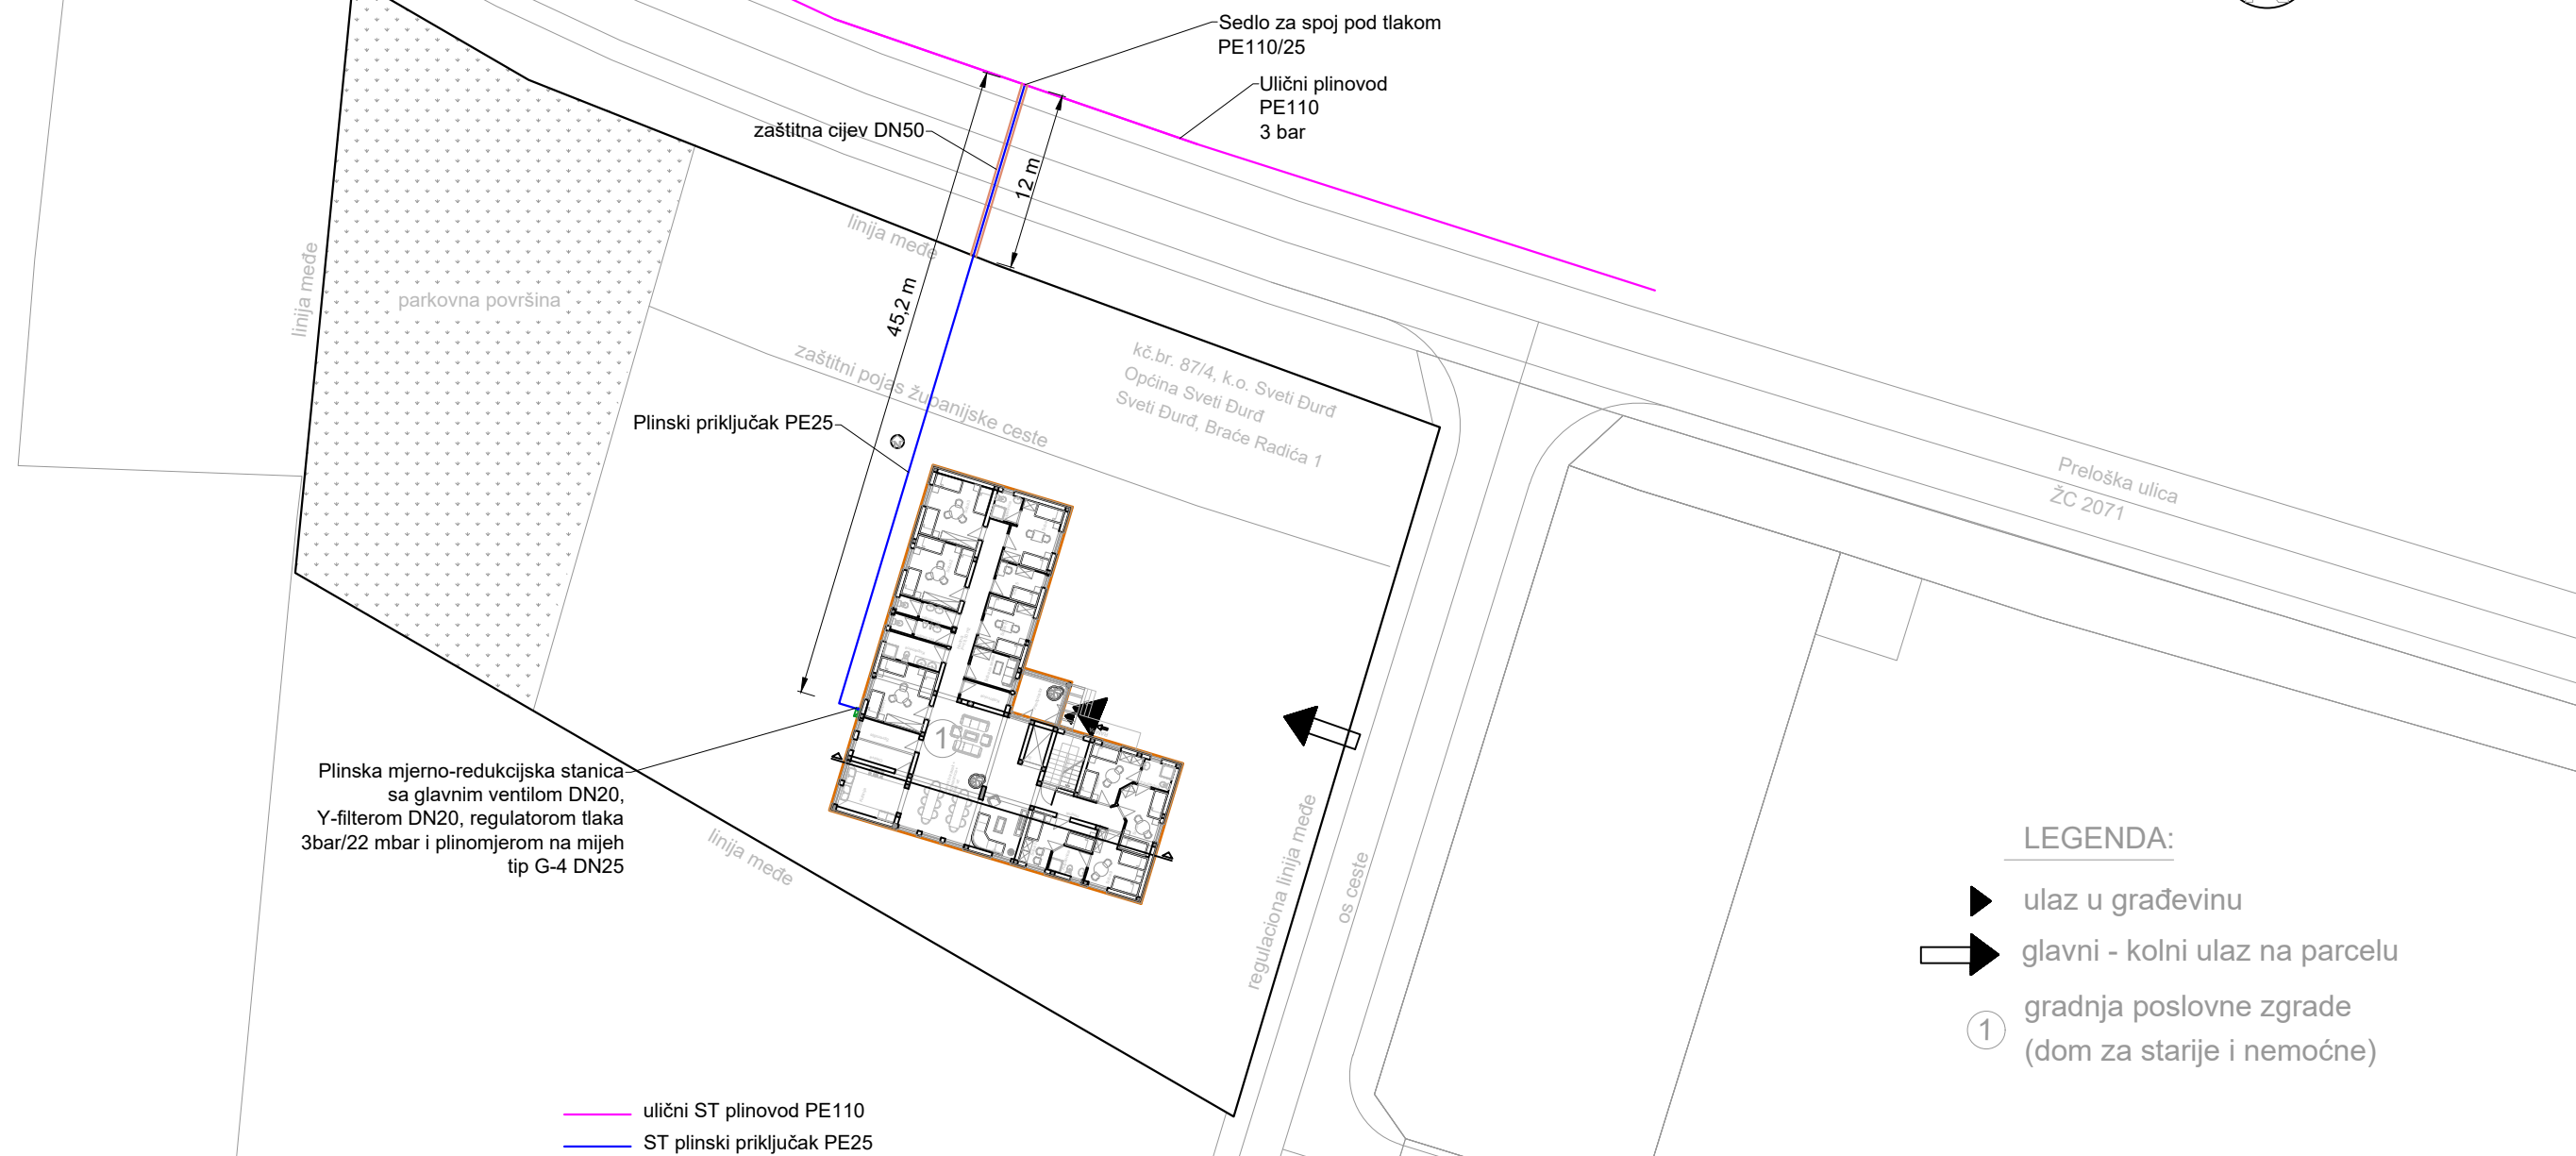 Sedlo za spoj pod tlakom
PE110/25
Ulični plinovod
PE110
3 bar
zaštitna cijev DN50
12 m
linija međe
linija međe
parkovna površina
45,2 m
zaštitni pojas županijske ceste
kč.br. 87/4, k.o. Sveti Đurđ
Općina Sveti Đurđ
Sveti Đurđ, Braće Radića 1
Plinski priključak PE25
Preloška ulica
ŽC 2071
1
Plinska mjerno-redukcijska stanica
sa glavnim ventilom DN20,
Y-filterom DN20, regulatorom tlaka
3bar/22 mbar i plinomjerom na mijeh
tip G-4 DN25
linija međe
regulaciona linija međe
os ceste
LEGENDA:
ulaz u građevinu
glavni - kolni ulaz na parcelu
1
gradnja poslovne zgrade
(dom za starije i nemoćne)
ulični ST plinovod PE110
ST plinski priključak PE25